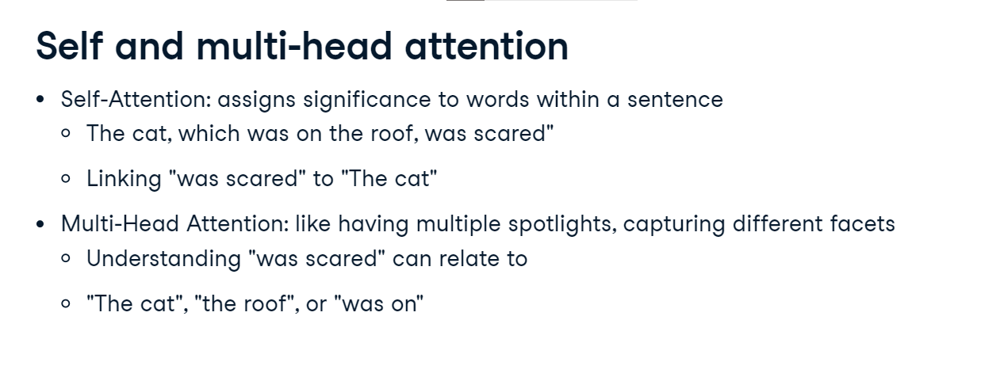 Self and multi-head attention
Self-Attention: assigns significance to words within a sentence
The cat, which was on the roof, was scared"
Linking "was scared" to "The cat"
Multi-Head Attention: like having multiple spotlights, capturing different facets
Understanding "was scared" can relate to
"The cat", "the roof", or "was on"